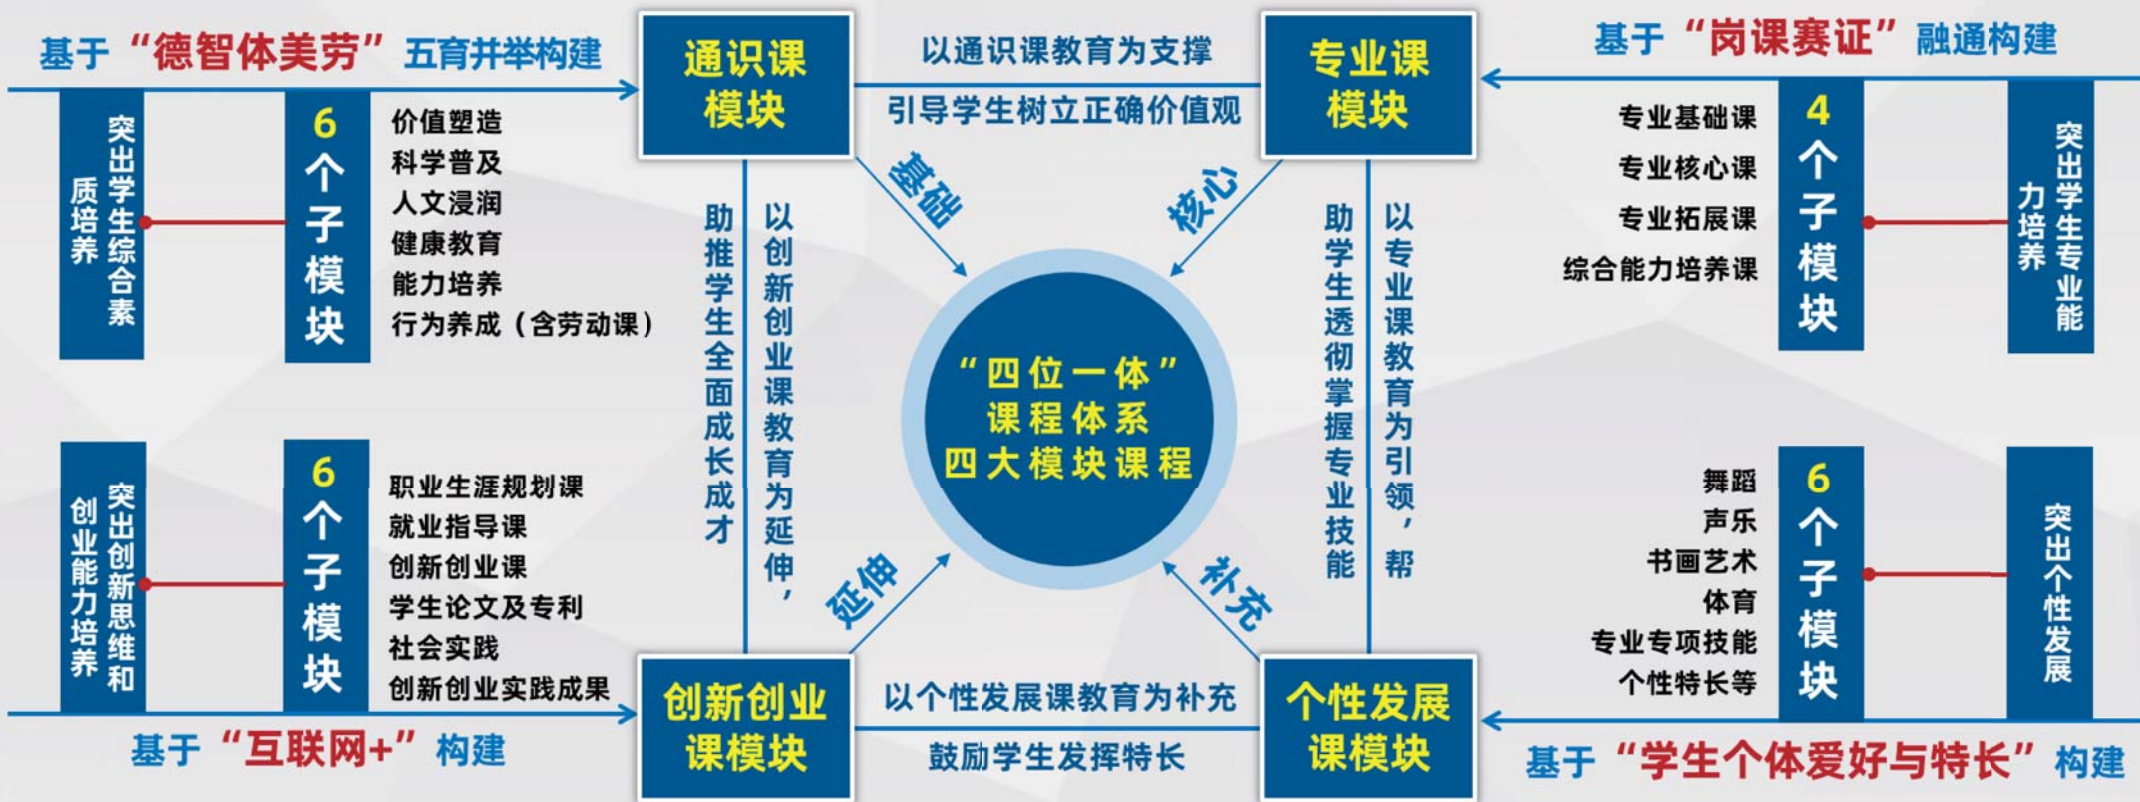 基于“德智体美劳”五育并举构建
突出学生综合素
质培养
6个子模块
价值塑造
科学普及
人文浸润
健康教育
能力培养
行为养成（含劳动课）
通识课
模块
以通识课教育为支撑
引导学生树立正确价值观
专业课
模块
基于“岗课赛证”融通构建
专业基础课
专业核心课
专业拓展课
综合能力培养课
4个子模块
突出学生专业能
力培养
基础
核心
以创新创业课教育为延伸，
助推学生全面成长成才
“四位一体”
课程体系
四大模块课程
以专业课教育为引领，帮
助学生透彻掌握专业技能
延伸
补充
突出创新思维和
创业能力培养
6个子模块
职业生涯规划课
就业指导课
创新创业课
学生论文及专利
社会实践
创新创业实践成果
基于“互联网+”构建
创新创业
课模块
以个性发展课教育为补充
鼓励学生发挥特长
个性发展
课模块
舞蹈
声乐
书画艺术
体育
专业专项技能
个性特长等
6个子模块
突出个性发展
基于“学生个体爱好与特长”构建